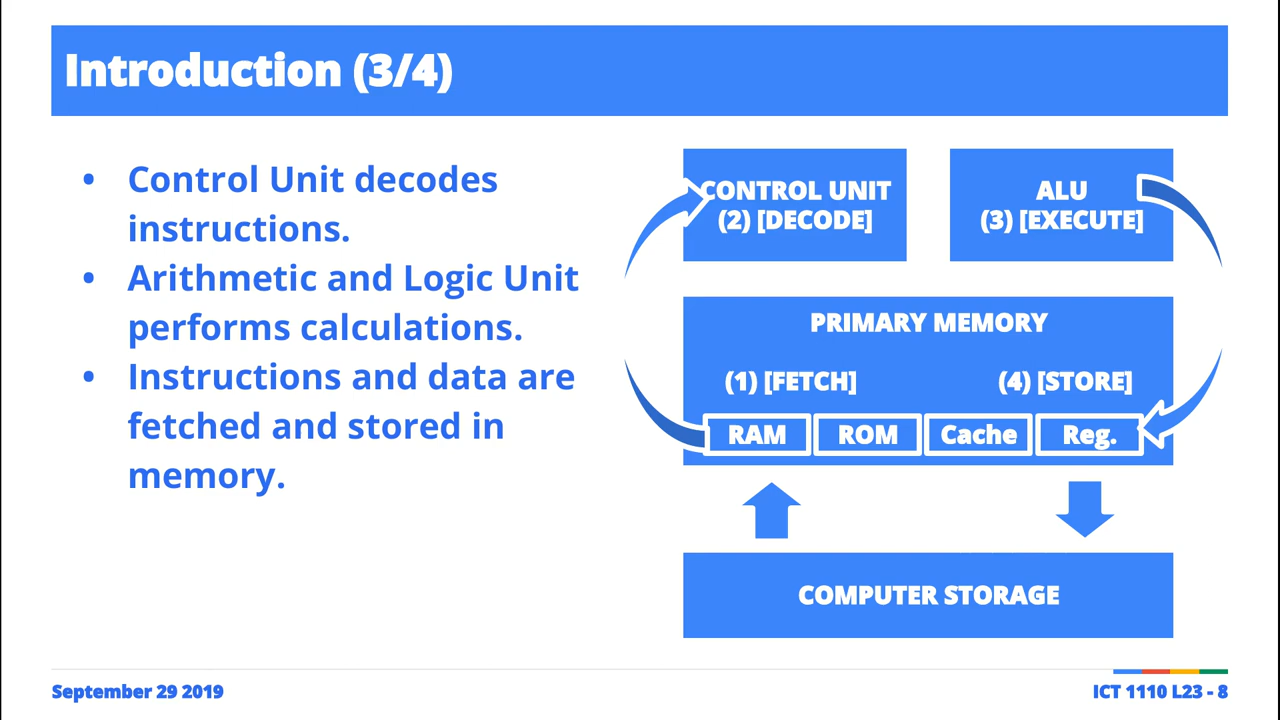 Introduction (3/4)
• Control Unit decodes
instructions.
• Arithmetic and Logic Unit
performs calculations.
• Instructions and data are
fetched and stored in
memory.
CONTROL UNIT
(2) [DECODE]
ALU
(3) [EXECUTE]
PRIMARY MEMORY
(1) [FETCH] (4) [STORE]
RAM ROM Cache Reg.
COMPUTER STORAGE
September 29 2019 ICT 1110 L23 - 8